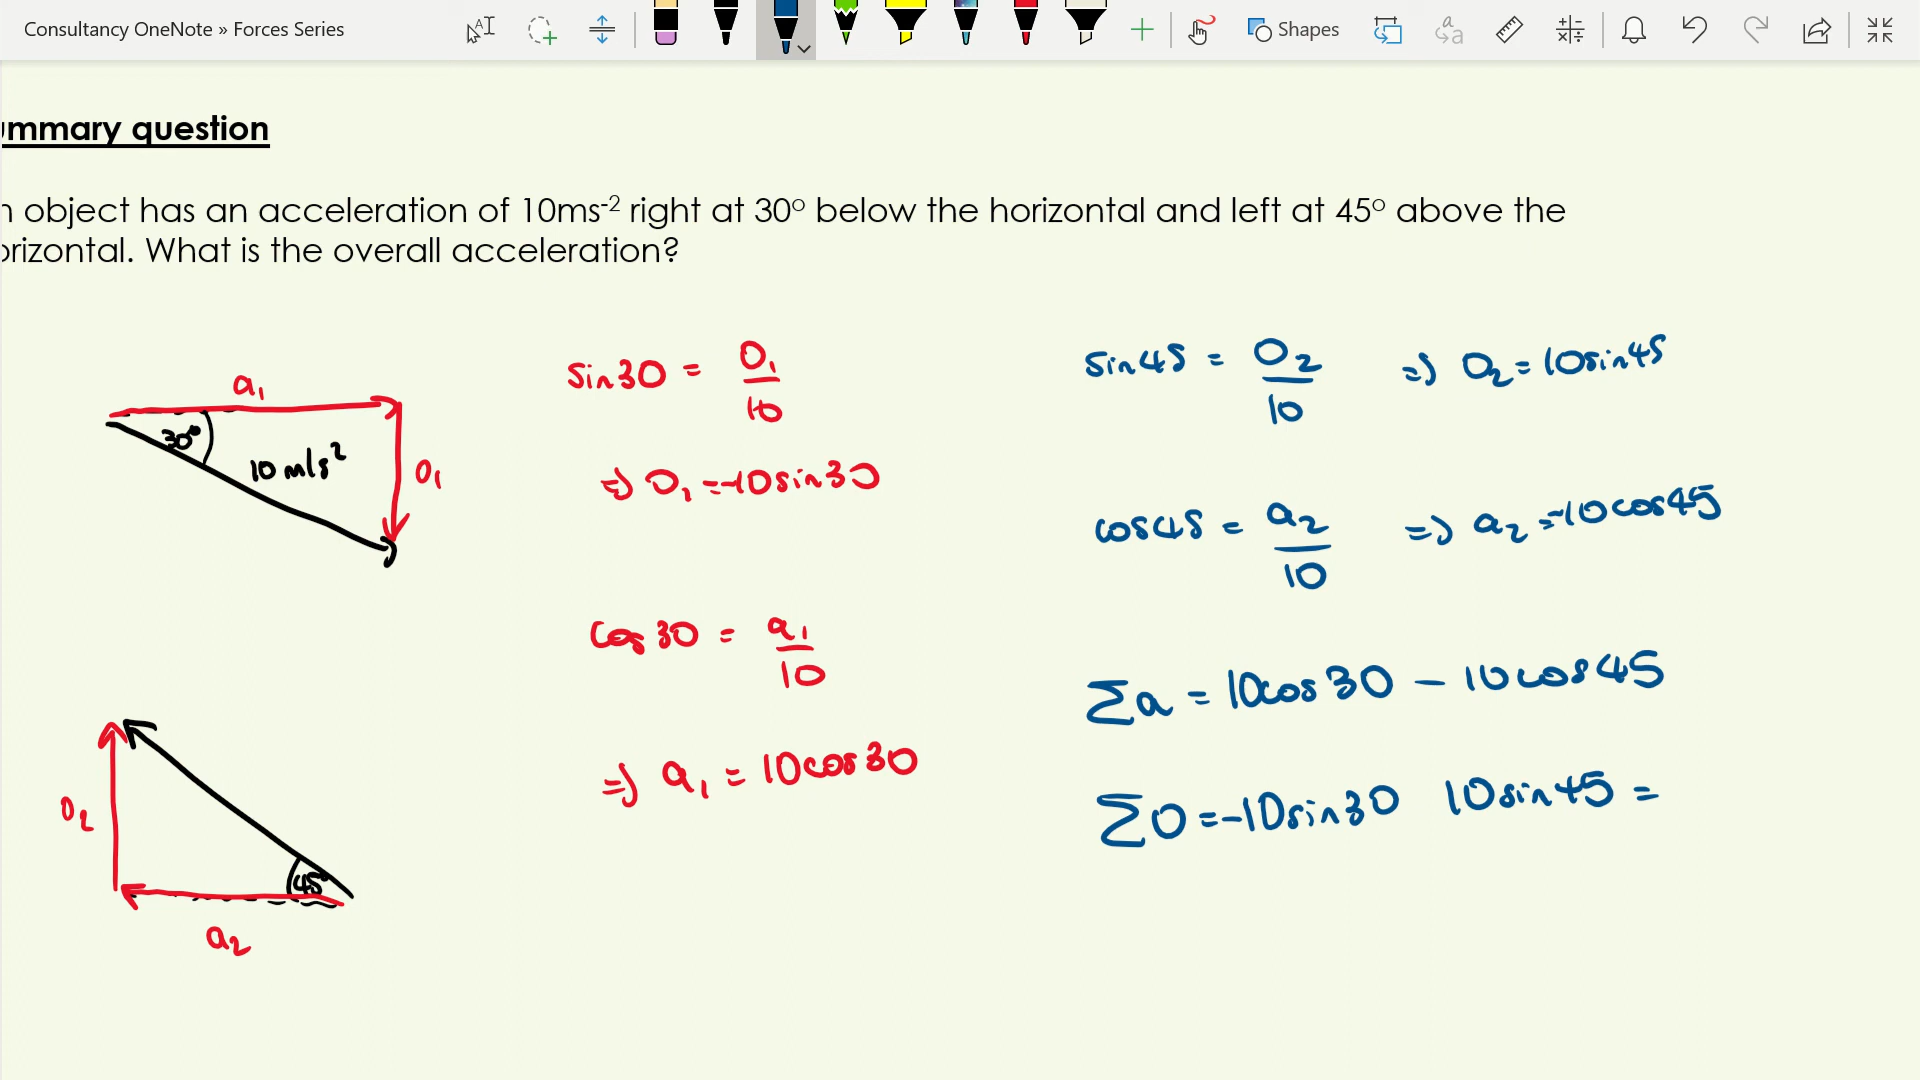 Consultancy OneNote » Forces Series
Shapes
ummary question
n object has an acceleration of 10ms⁻² right at 30° below the horizontal and left at 45° above the
orizontal. What is the overall acceleration?
a₁
30°
10 m/s²
O₁
sin30 = O₁/10
=> O₁ = -10sin30
cos30 = a₁/10
=> a₁ = 10cos30
O₂
45°
a₂
sin45 = O₂/10 => O₂ = 10sin45
cos45 = a₂/10 => a₂ = -10cos45
Σa = 10cos30 - 10cos45
ΣO = -10sin30 10sin45 =